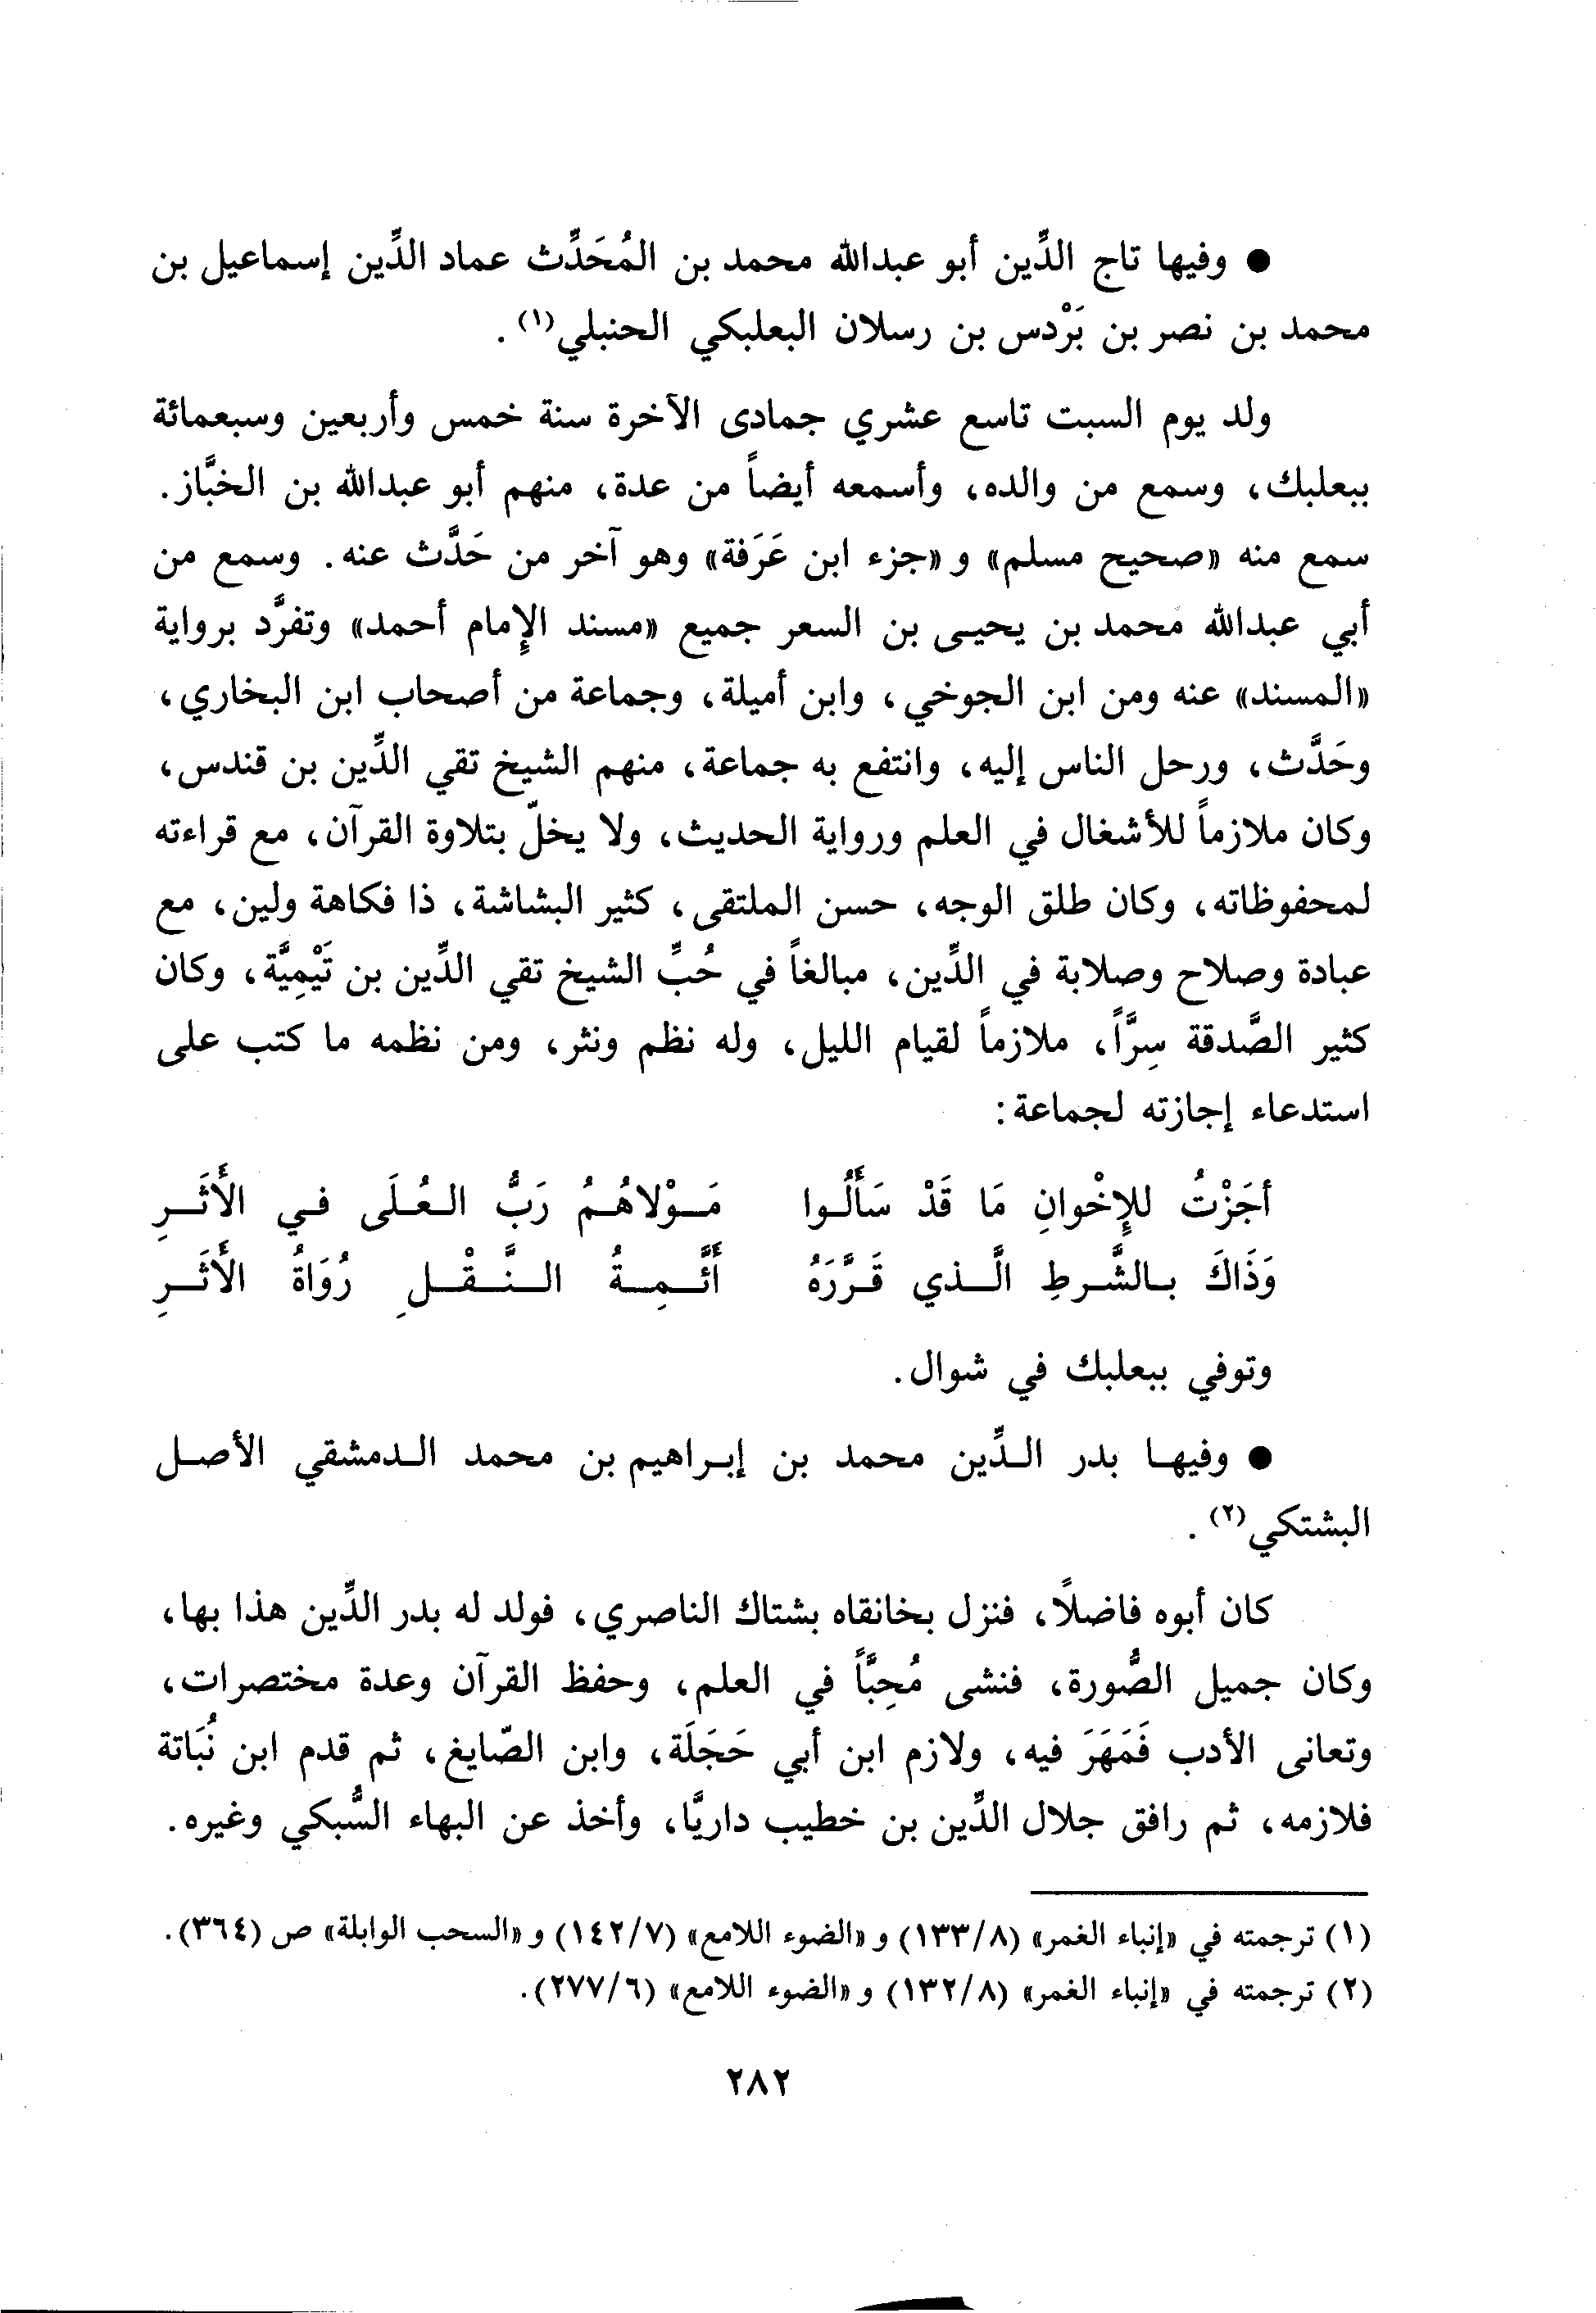 ● وفيها تاج الدِّين أبو عبدالله محمد بن المُحَدِّث عماد الدِّين إسماعيل بن
محمد بن نصر بن بَرْدس بن رسلان البعلبكي الحنبلي(١).
ولد يوم السبت تاسع عشري جمادى الآخرة سنة خمس وأربعين وسبعمائة
ببعلبك، وسمع من والده، وأسمعه أيضاً من عدة، منهم أبو عبدالله بن الخبَّاز.
سمع منه «صحيح مسلم» و «جزء ابن عَرَفة» وهو آخر من حَدَّث عنه. وسمع من
أبي عبدالله محمد بن يحيى بن السعر جميع «مسند الإمام أحمد» وتفرَّد برواية
«المسند» عنه ومن ابن الجوخي، وابن أميلة، وجماعة من أصحاب ابن البخاري،
وحَدَّث، ورحل الناس إليه، وانتفع به جماعة، منهم الشيخ تقي الدِّين بن قندس،
وكان ملازماً للأشغال في العلم ورواية الحديث، ولا يخلّ بتلاوة القرآن، مع قراءته
لمحفوظاته، وكان طلق الوجه، حسن الملتقى، كثير البشاشة، ذا فكاهة ولين، مع
عبادة وصلاح وصلابة في الدِّين، مبالغاً في حُبِّ الشيخ تقي الدِّين بن تَيْمِيَّة، وكان
كثير الصَّدقة سِرَّاً، ملازماً لقيام الليل، وله نظم ونثر، ومن نظمه ما كتب على
استدعاء إجازته لجماعة:
أجَزْتُ للإِخْوانِ مَا قَدْ سَأَلُوا مَوْلاهُمُ رَبُّ العُلَى في الأَثَرِ
وَذَاكَ بالشَّرطِ الَّذي قَرَّرَهُ أَئَّمِةُ النَّقْلِ رُوَاةُ الأَثَرِ
وتوفي ببعلبك في شوال.
● وفيها بدر الدِّين محمد بن إبراهيم بن محمد الدمشقي الأصل
البشتكي(٢).
كان أبوه فاضلاً، فنزل بخانقاه بشتاك الناصري، فولد له بدر الدِّين هذا بها،
وكان جميل الصُّورة، فنشى مُحِبَّاً في العلم، وحفظ القرآن وعدة مختصرات،
وتعانى الأدب فَمَهَرَ فيه، ولازم ابن أبي حَجَلَة، وابن الصّايغ، ثم قدم ابن نُبَاتة
فلازمه، ثم رافق جلال الدِّين بن خطيب داريَّا، وأخذ عن البهاء السُّبكي وغيره.
(١) ترجمته في «إنباء الغمر» (١٣٣/٨) و «الضوء اللامع» (١٤٢/٧) و «السحب الوابلة» ص (٣٦٤).
(٢) ترجمته في «إنباء الغمر» (١٣٢/٨) و «الضوء اللامع» (٢٧٧/٦).
٢٨٢